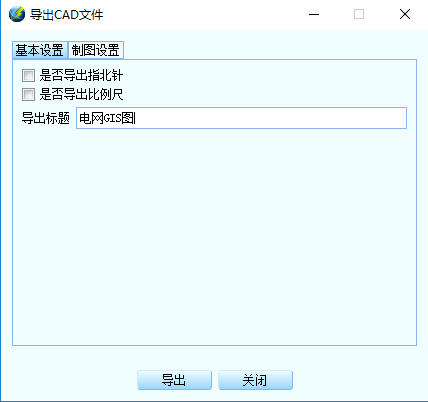 导出CAD文件
基本设置 制图设置
是否导出指北针
是否导出比例尺
导出标题 电网GIS图
导出 关闭